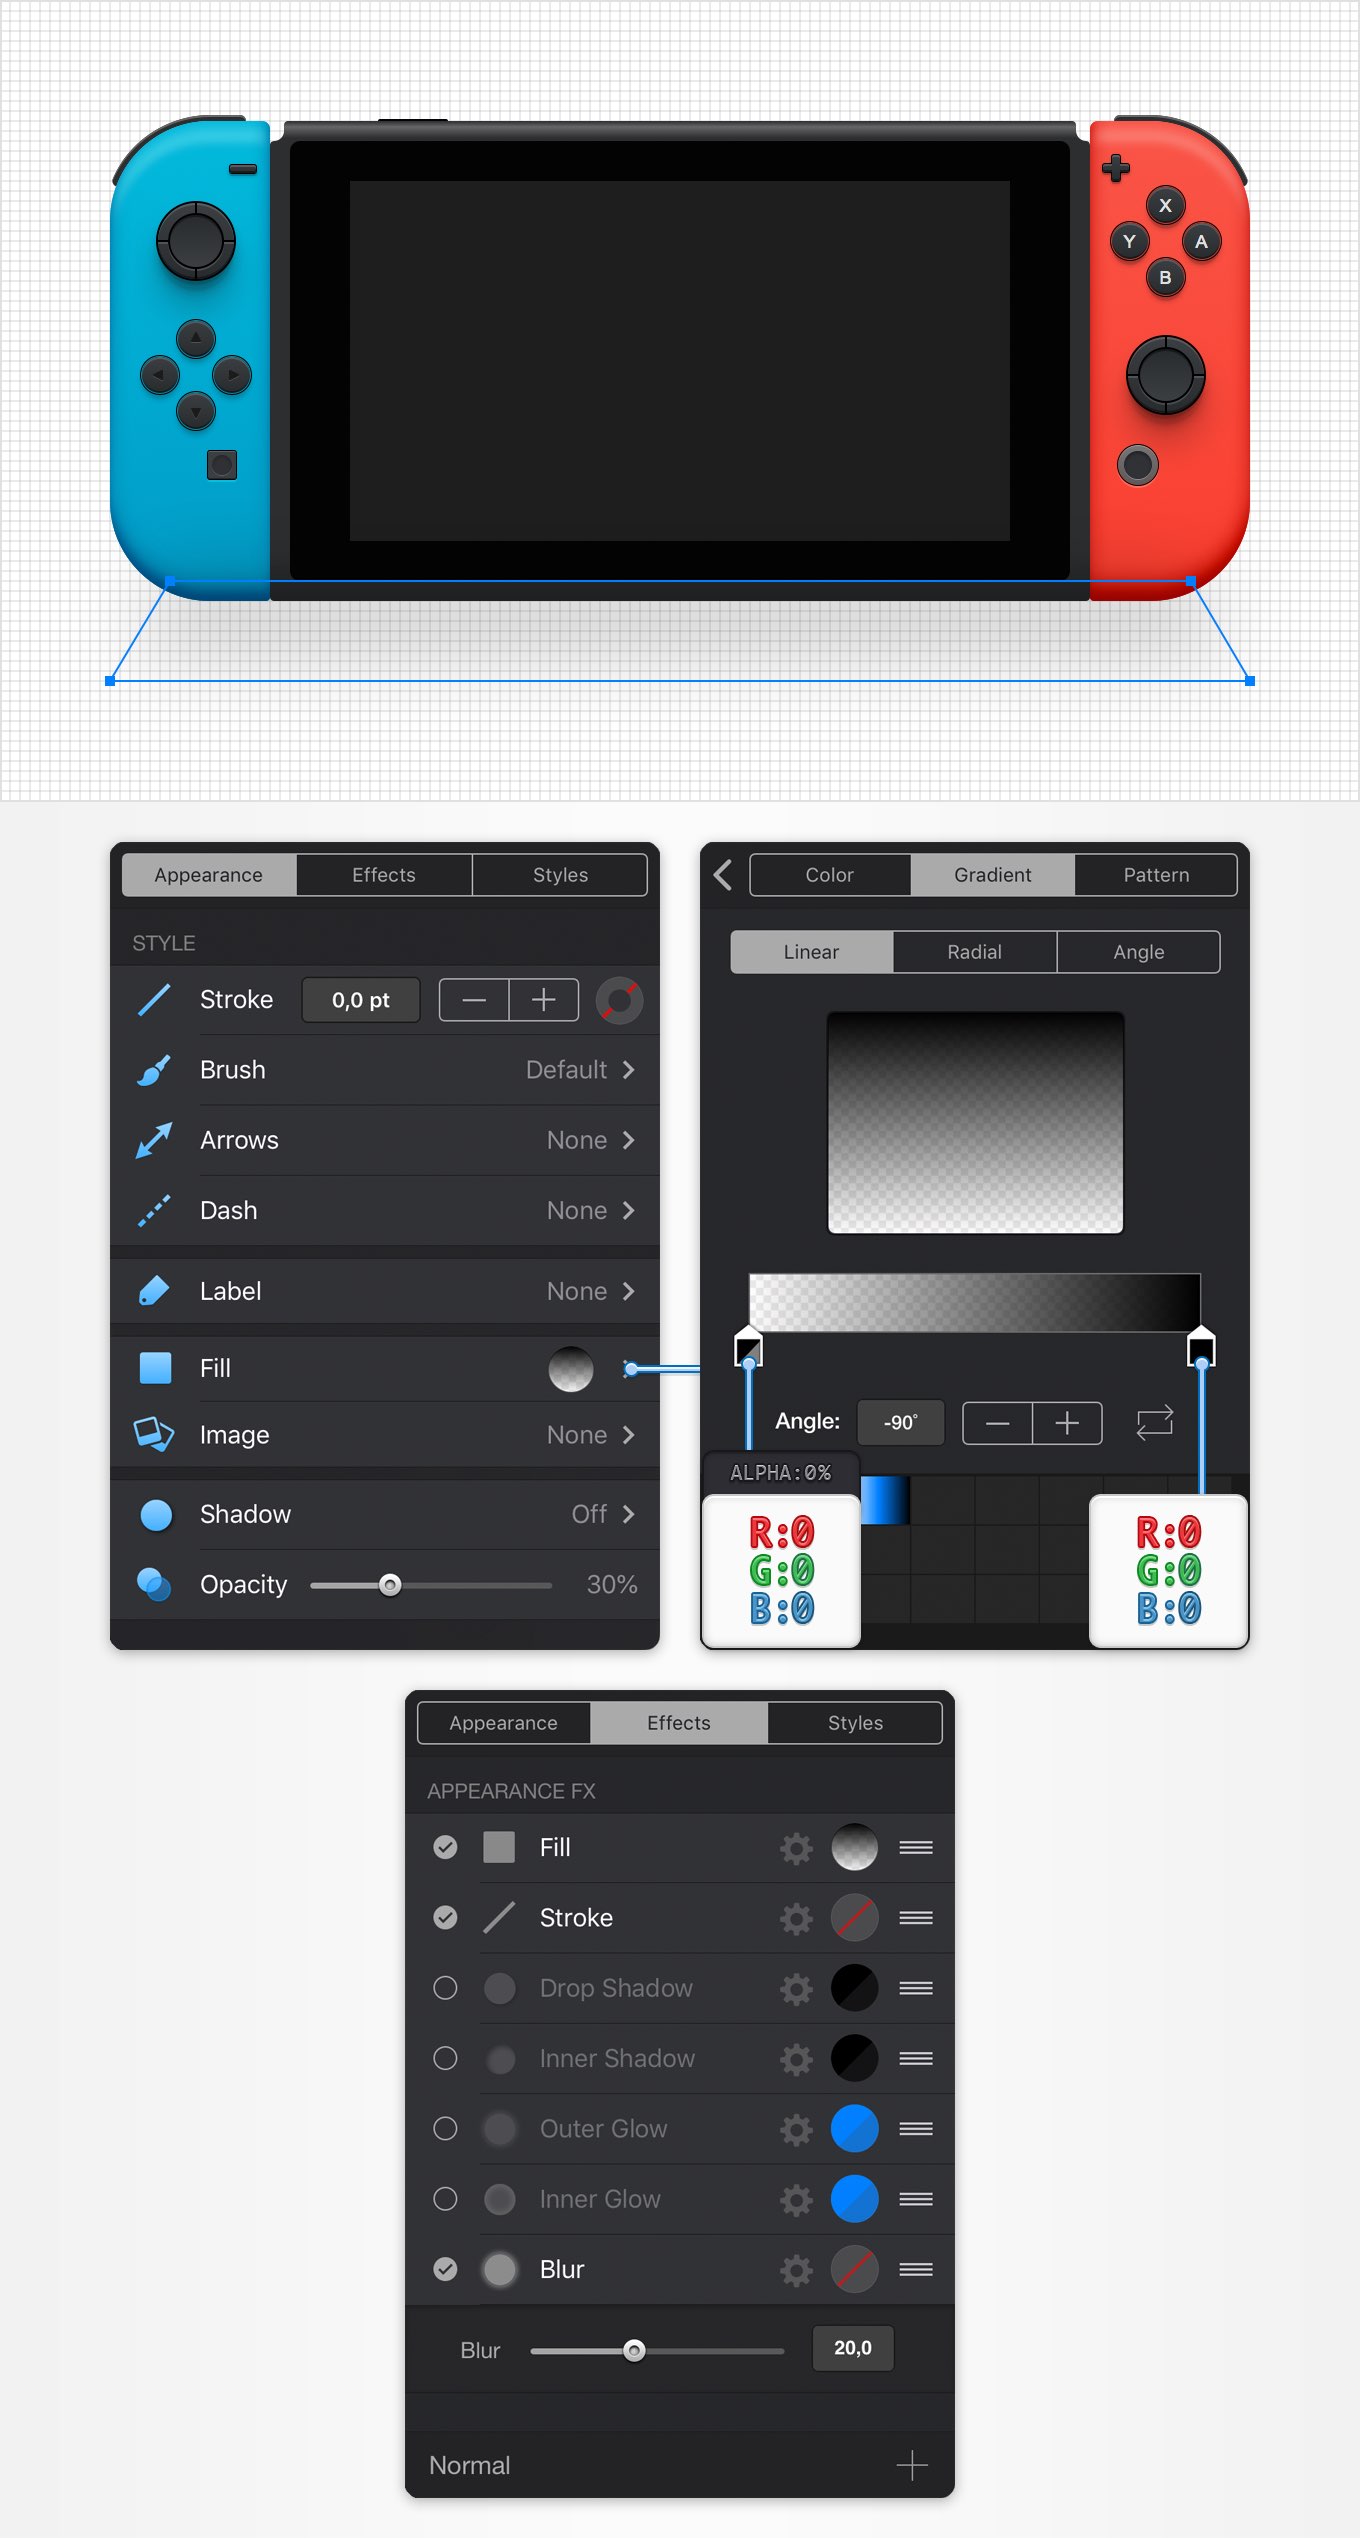 X
Y
A
B
Appearance
Effects
Styles
STYLE
Stroke
0,0 pt
Brush
Default
Arrows
None
Dash
None
Label
None
Fill
Image
None
Shadow
Off
Opacity
30%
Color
Gradient
Pattern
Linear
Radial
Angle
Angle:
-90°
ALPHA:0%
R:0
G:0
B:0
R:0
G:0
B:0
Appearance
Effects
Styles
APPEARANCE FX
Fill
Stroke
Drop Shadow
Inner Shadow
Outer Glow
Inner Glow
Blur
Blur
20,0
Normal